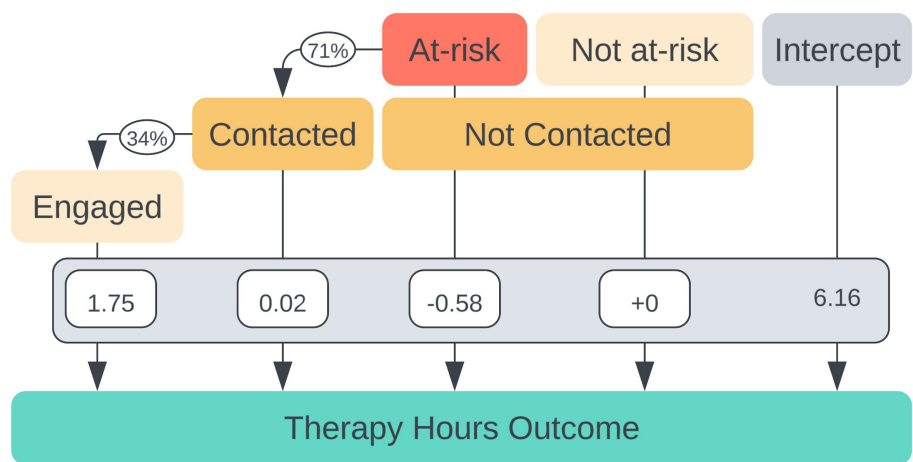 71%
At-risk
Not at-risk
Intercept
34%
Contacted
Not Contacted
Engaged
1.75
0.02
-0.58
+0
6.16
Therapy Hours Outcome